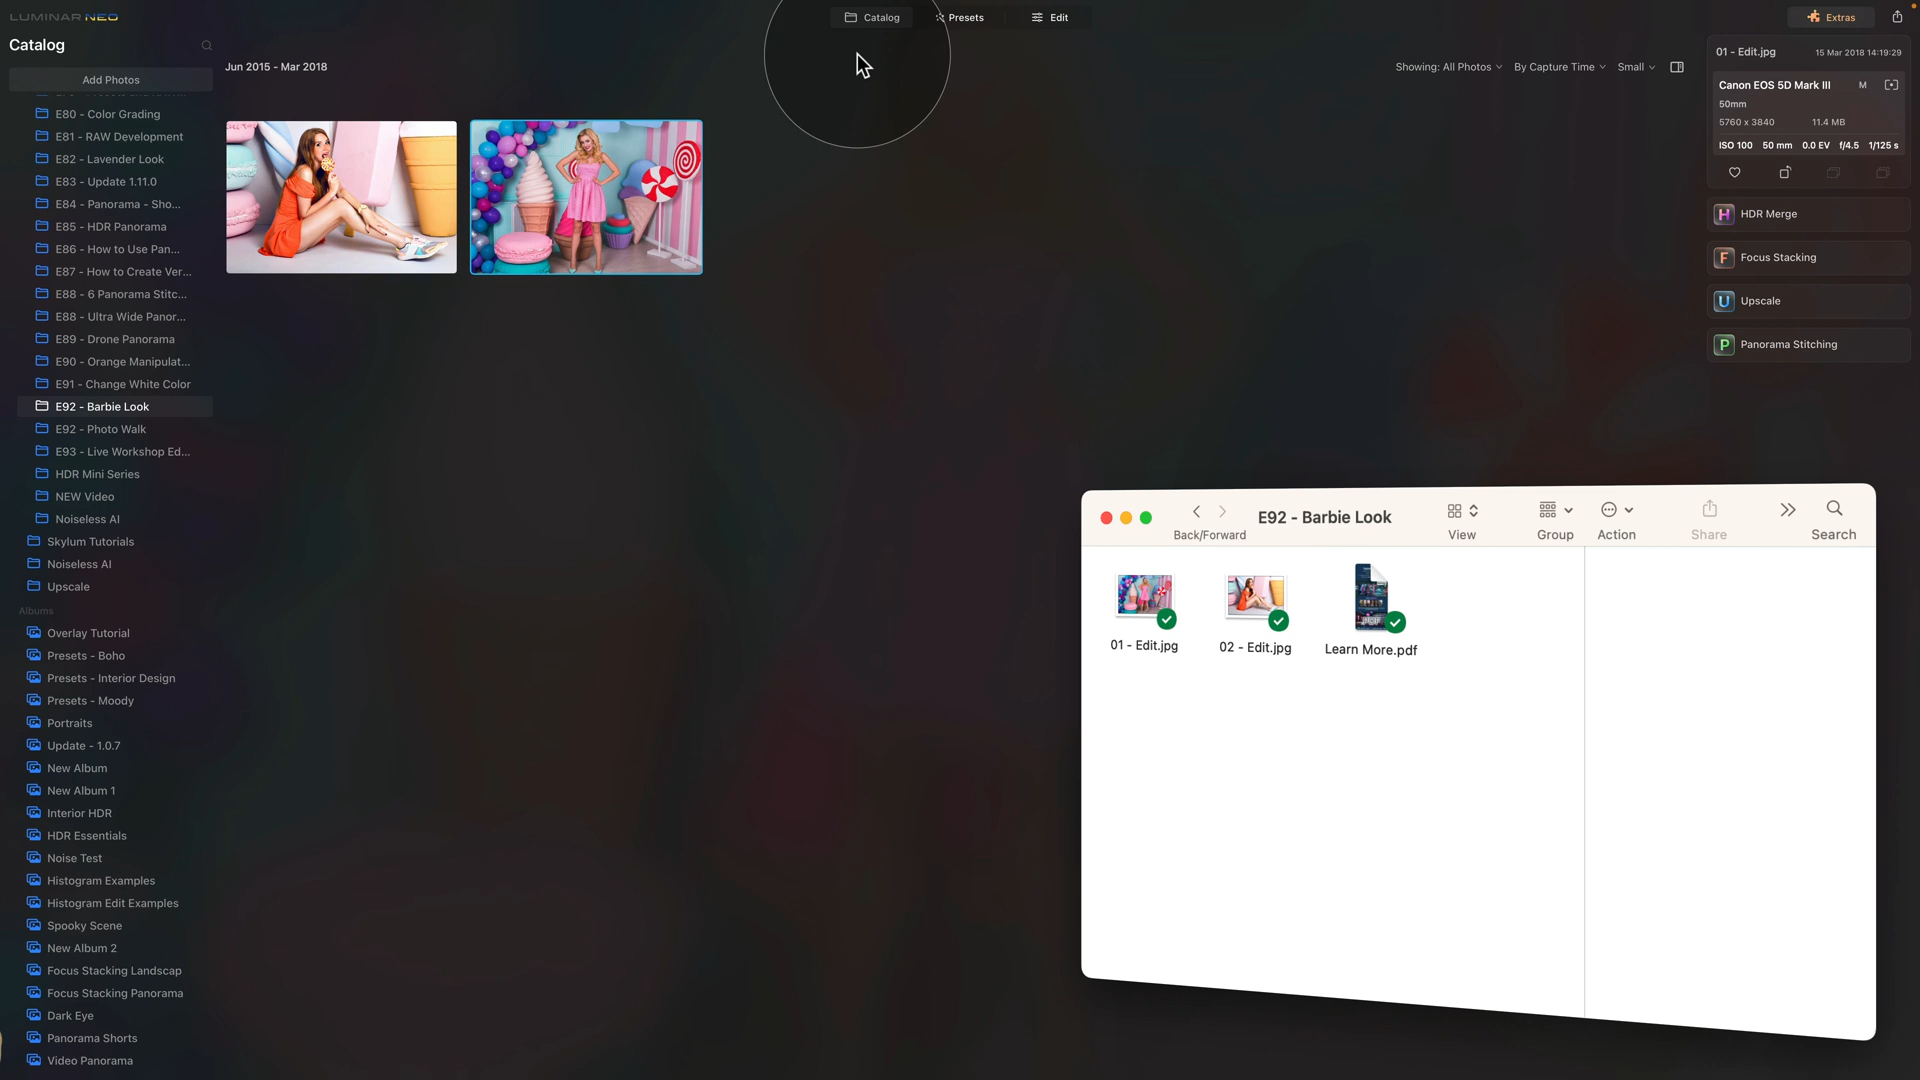 LUMINAR NEO
Catalog
Presets
Edit
Extras
Catalog
Add Photos
E80 - Color Grading
E81 - RAW Development
E82 - Lavender Look
E83 - Update 1.11.0
E84 - Panorama - Sho...
E85 - HDR Panorama
E86 - How to Use Pan...
E87 - How to Create Ver...
E88 - 6 Panorama Stitc...
E88 - Ultra Wide Panor...
E89 - Drone Panorama
E90 - Orange Manipulat...
E91 - Change White Color
E92 - Barbie Look
E92 - Photo Walk
E93 - Live Workshop Ed...
HDR Mini Series
NEW Video
Noiseless AI
Skylum Tutorials
Noiseless AI
Upscale
Albums
Overlay Tutorial
Presets - Boho
Presets - Interior Design
Presets - Moody
Portraits
Update - 1.0.7
New Album
New Album 1
Interior HDR
HDR Essentials
Noise Test
Histogram Examples
Histogram Edit Examples
Spooky Scene
New Album 2
Focus Stacking Landscap
Focus Stacking Panorama
Dark Eye
Panorama Shorts
Video Panorama
Jun 2015 - Mar 2018
Showing: All Photos
By Capture Time
Small
01 - Edit.jpg
15 Mar 2018 14:19:29
Canon EOS 5D Mark III
M
50mm
5760 x 3840
11.4 MB
ISO 100
50 mm
0.0 EV
f/4.5
1/125 s
H HDR Merge
F Focus Stacking
U Upscale
P Panorama Stitching
Back/Forward
E92 - Barbie Look
View
Group
Action
Share
Search
01 - Edit.jpg
02 - Edit.jpg
Learn More.pdf